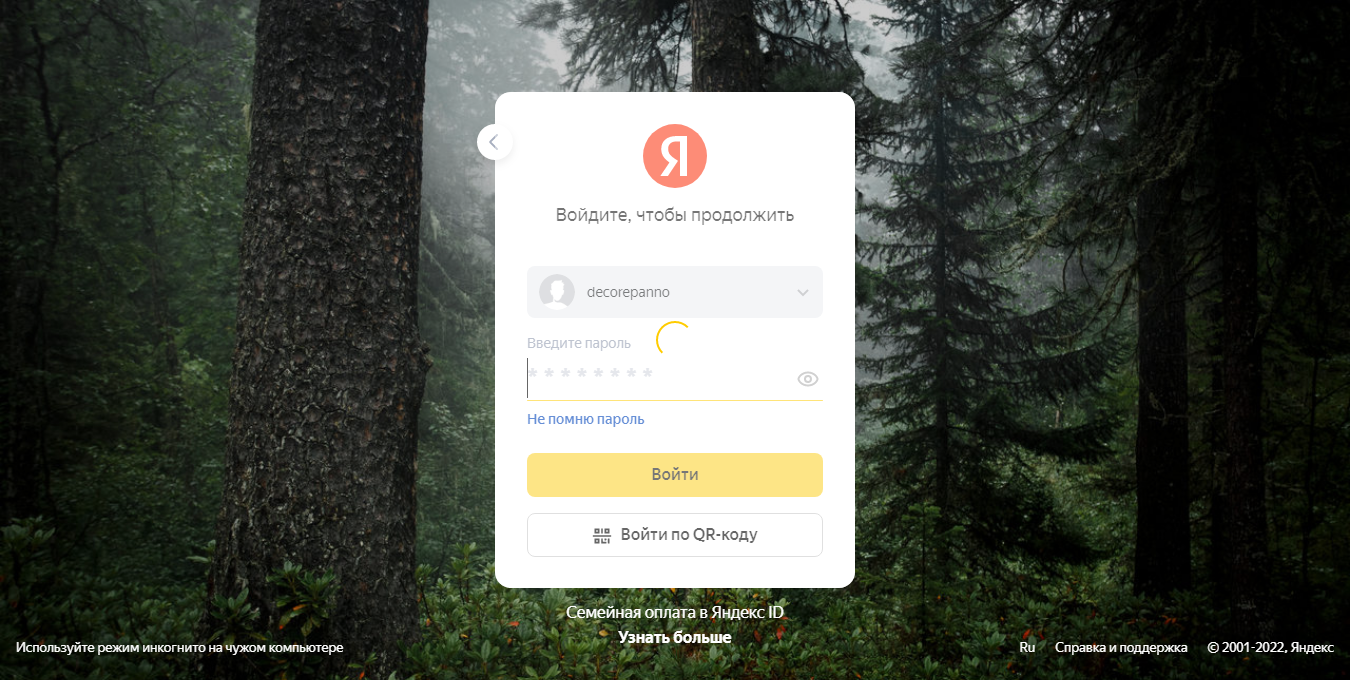 Я
Войдите, чтобы продолжить
decorepanno
Введите пароль
* * * * * * * *
Не помню пароль
Войти
Войти по QR-коду
Семейная оплата в Яндекс ID
Узнать больше
Используйте режим инкогнито на чужом компьютере
Ru Справка и поддержка © 2001-2022, Яндекс